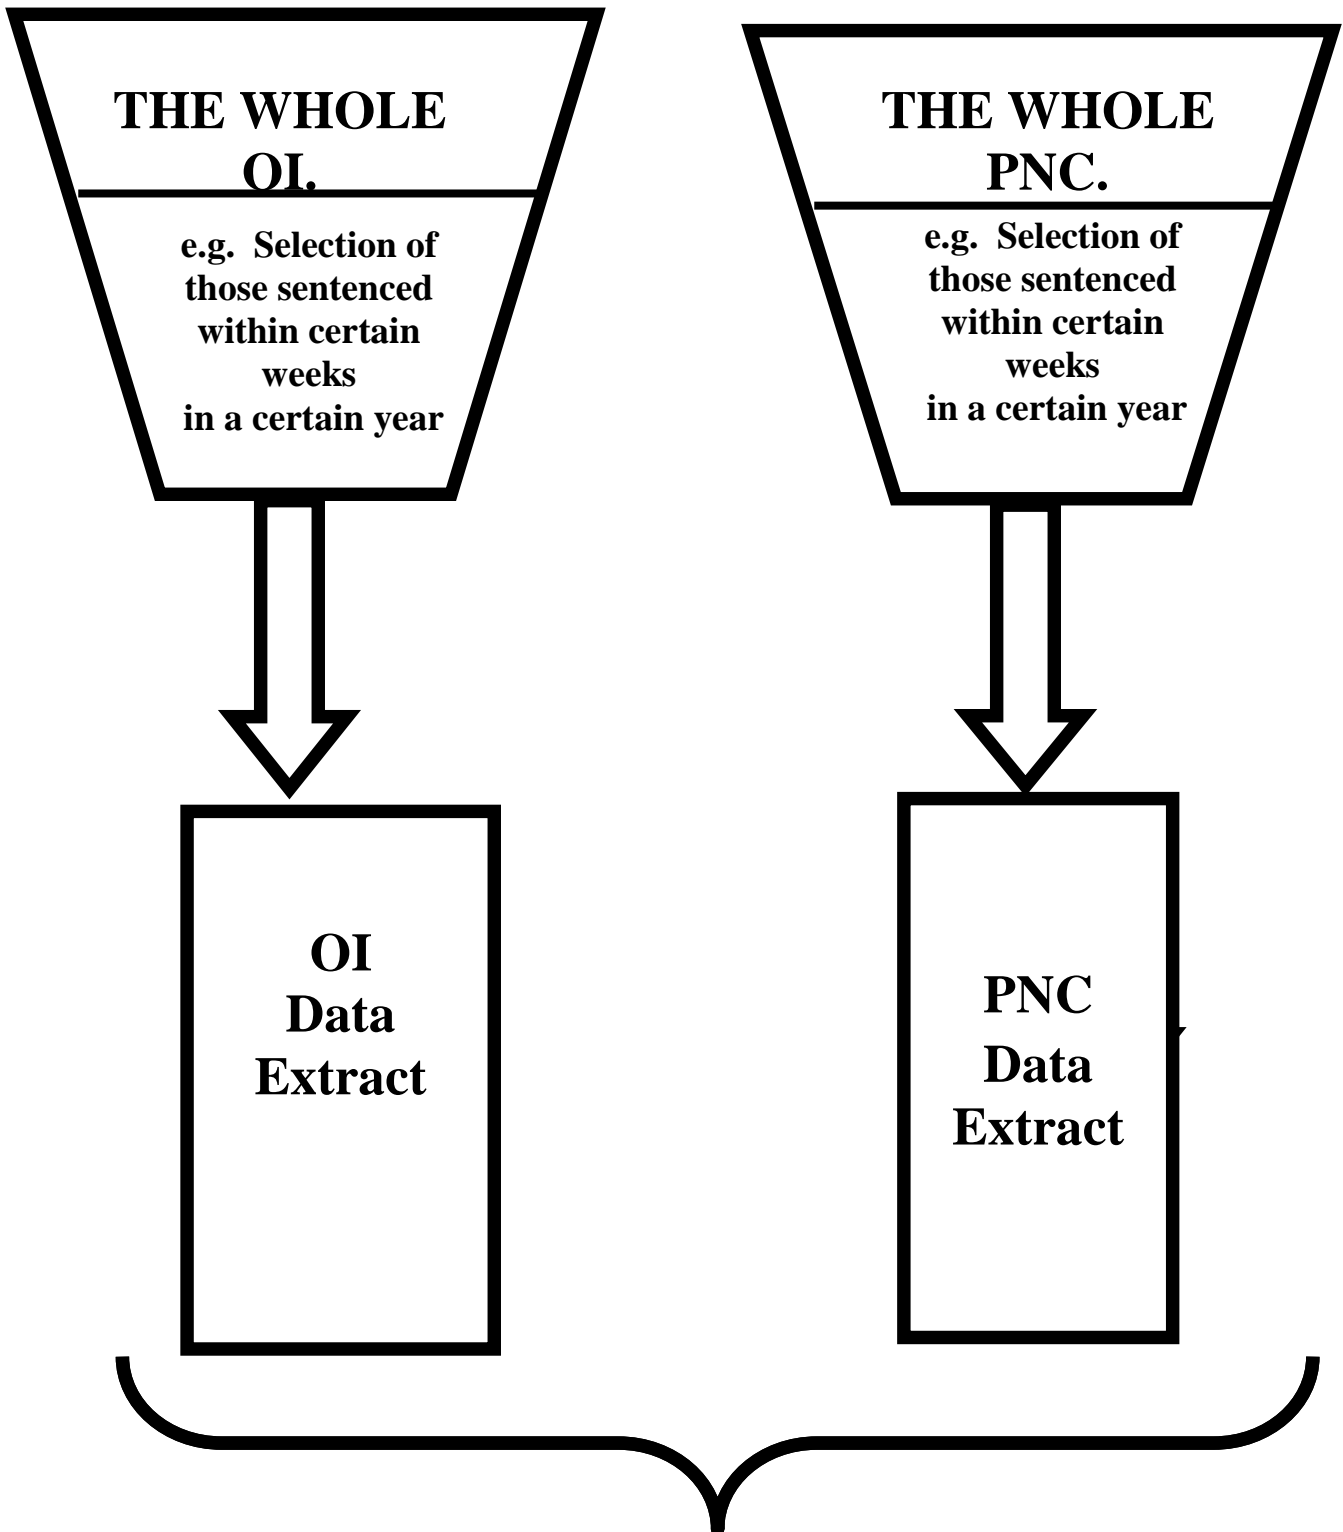 THE WHOLE
OI.
e.g.  Selection of
those sentenced
within certain
weeks
in a certain year
THE WHOLE
PNC.
e.g.  Selection of
those sentenced
within certain
weeks
in a certain year
OI
Data
Extract
PNC
Data
Extract